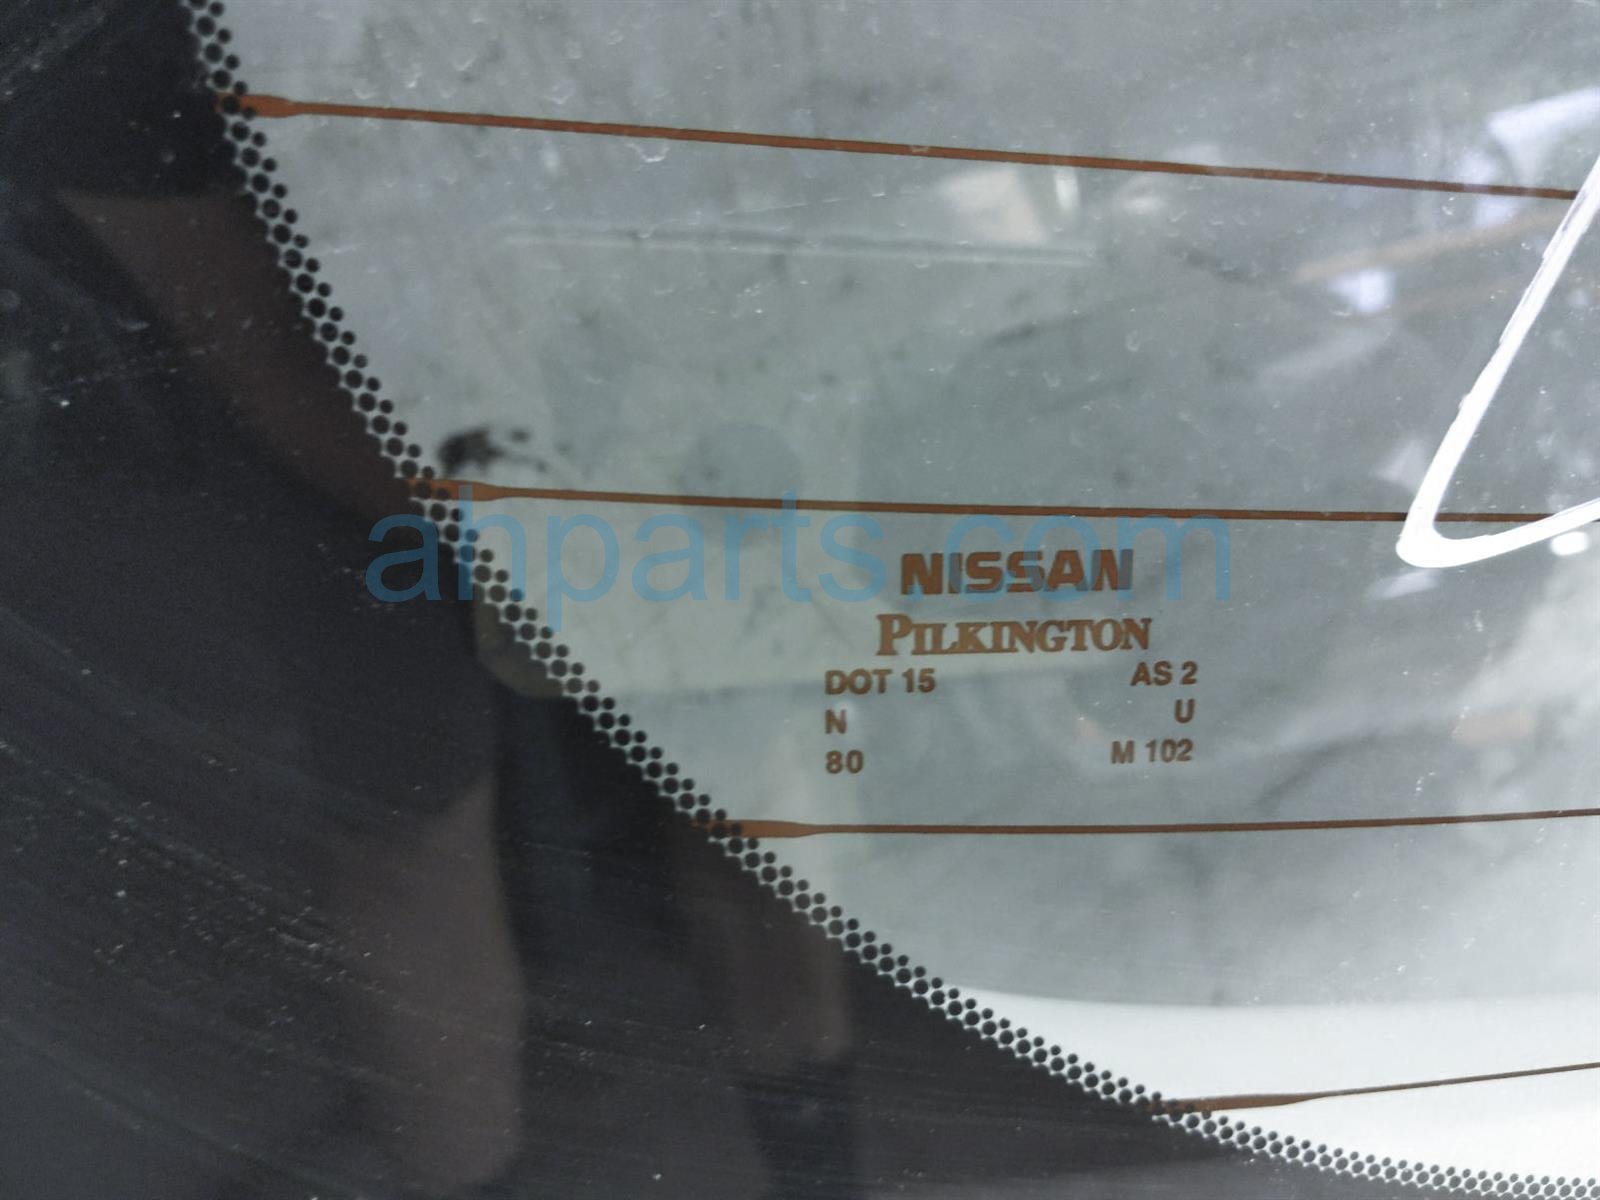 ahparts.com
NISSAN
PILKINGTON
DOT 15 AS 2
N U
80 M 102